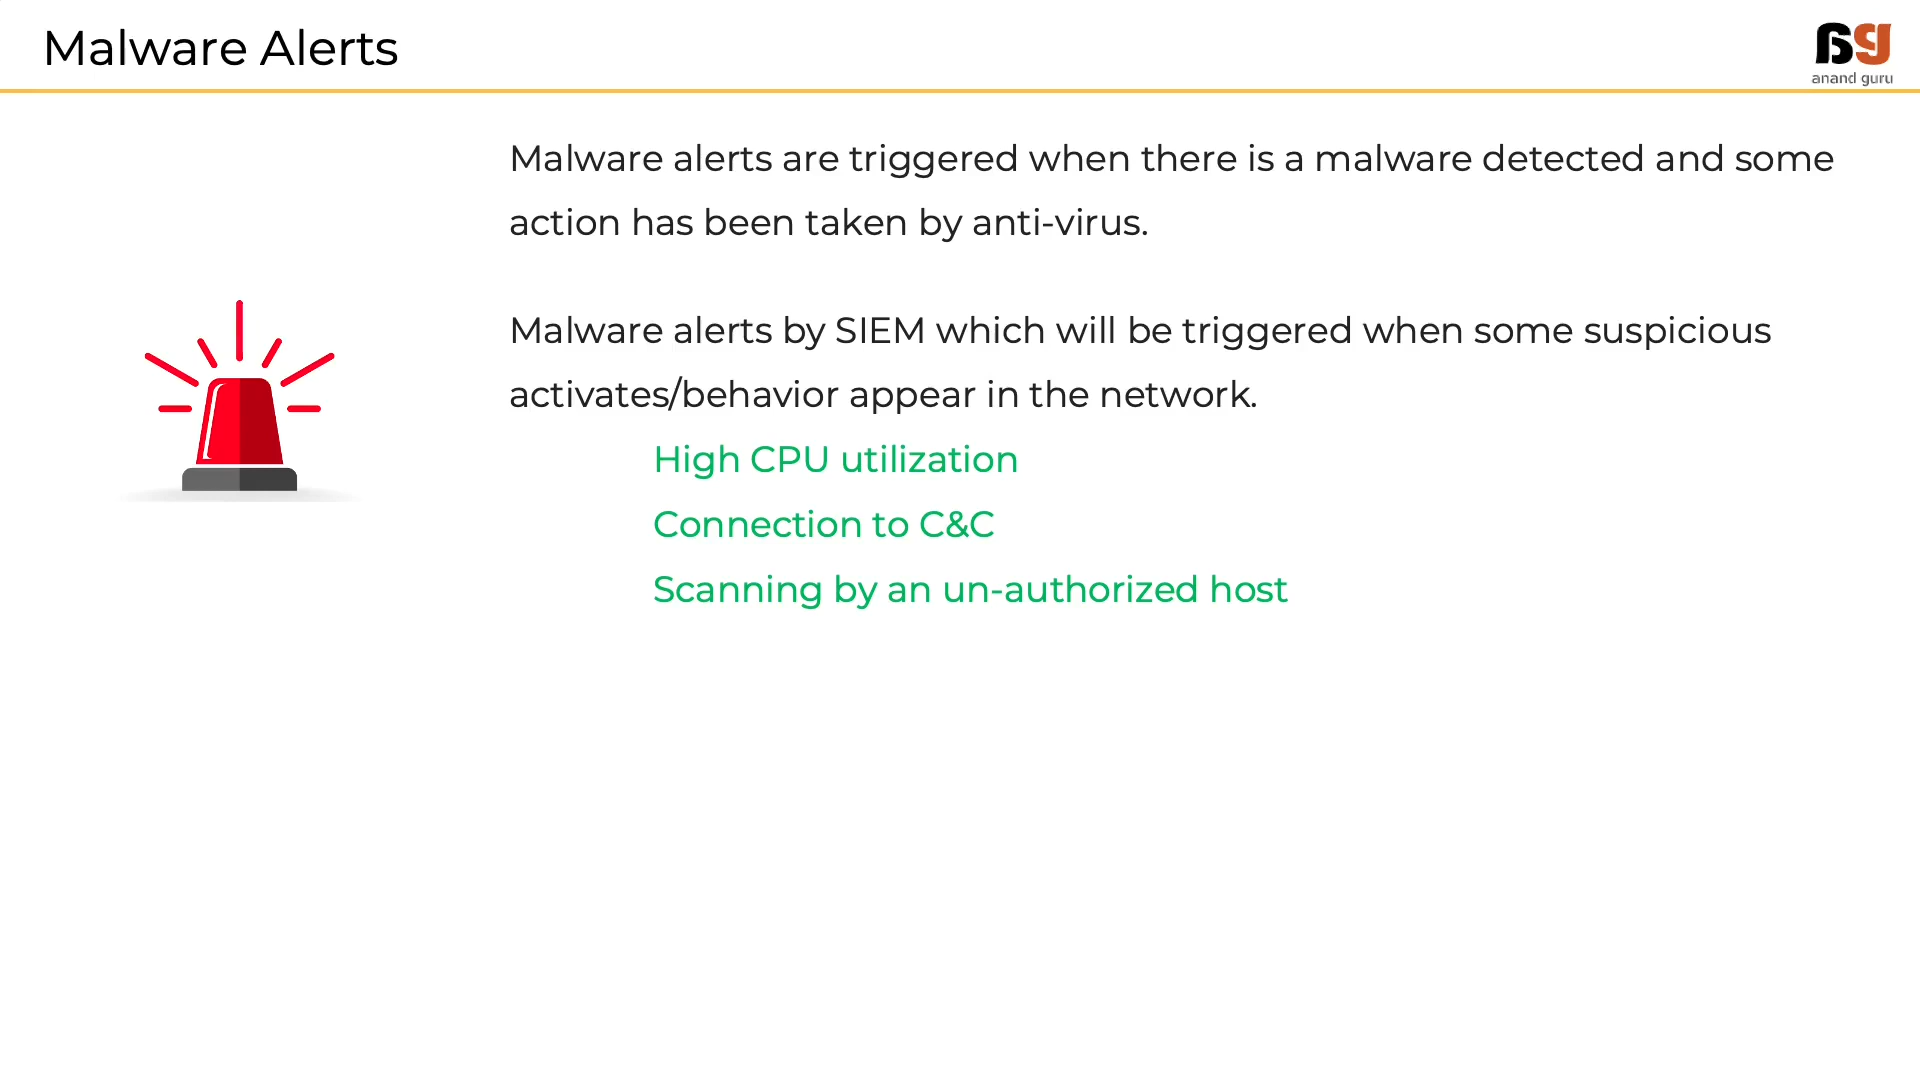 Malware Alerts
anand guru
Malware alerts are triggered when there is a malware detected and some
action has been taken by anti-virus.
Malware alerts by SIEM which will be triggered when some suspicious
activates/behavior appear in the network.
High CPU utilization
Connection to C&C
Scanning by an un-authorized host